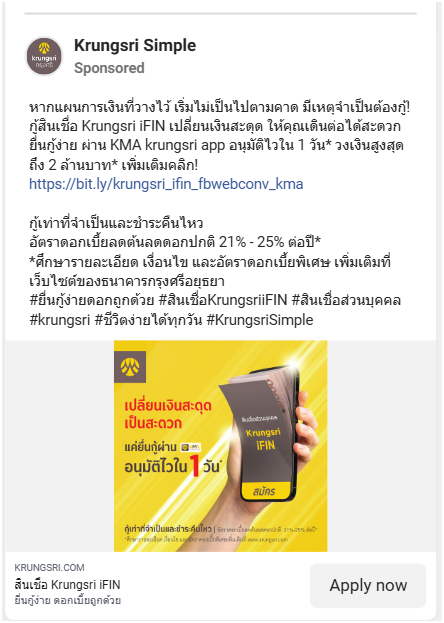 Krungsri Simple
Sponsored
krungsri
กรุงศรี
หากแผนการเงินที่วางไว้ เริ่มไม่เป็นไปตามคาด มีเหตุจำเป็นต้องกู้!
กู้สินเชื่อ Krungsri iFIN เปลี่ยนเงินสะดุด ให้คุณเดินต่อได้สะดวก
ยื่นกู้ง่าย ผ่าน KMA krungsri app อนุมัติไวใน 1 วัน* วงเงินสูงสุด
ถึง 2 ล้านบาท* เพิ่มเติมคลิก!
https://bit.ly/krungsri_ifin_fbwebconv_kma
กู้เท่าที่จำเป็นและชำระคืนไหว
อัตราดอกเบี้ยลดต้นลดดอกปกติ 21% - 25% ต่อปี*
*ศึกษารายละเอียด เงื่อนไข และอัตราดอกเบี้ยพิเศษ เพิ่มเติมที่
เว็บไซต์ของธนาคารกรุงศรีอยุธยา
#ยื่นกู้ง่ายดอกถูกด้วย #สินเชื่อKrungsriiFIN #สินเชื่อส่วนบุคคล
#krungsri #ชีวิตง่ายได้ทุกวัน #KrungsriSimple
เปลี่ยนเงินสะดุด
เป็นสะดวก
แค่ยื่นกู้ผ่าน
อนุมัติไวใน 1 วัน*
สินเชื่อส่วนบุคคล
Krungsri
iFIN
สมัคร
กู้เท่าที่จำเป็นและชำระคืนไหว
KRUNGSRI.COM
สินเชื่อ Krungsri iFIN
ยื่นกู้ง่าย ดอกเบี้ยถูกด้วย
Apply now